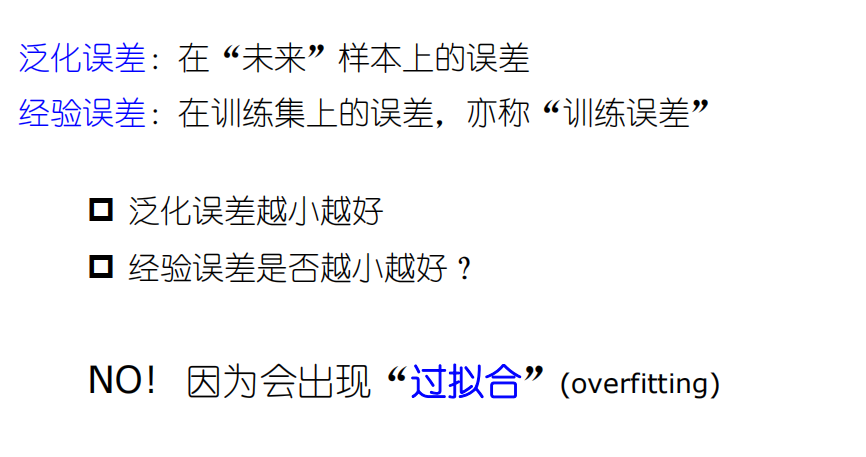 泛化误差：在“未来”样本上的误差
经验误差：在训练集上的误差，亦称“训练误差”
泛化误差越小越好
经验误差是否越小越好？
NO! 因为会出现“过拟合”(overfitting)